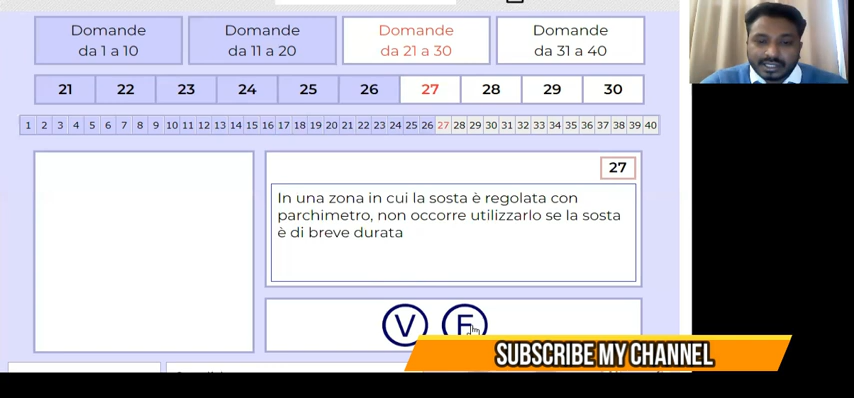 Domande
da 1 a 10
Domande
da 11 a 20
Domande
da 21 a 30
Domande
da 31 a 40
21 22 23 24 25 26 27 28 29 30
1 2 3 4 5 6 7 8 9 10 11 12 13 14 15 16 17 18 19 20 21 22 23 24 25 26 27 28 29 30 31 32 33 34 35 36 37 38 39 40
27
In una zona in cui la sosta è regolata con
parchimetro, non occorre utilizzarlo se la sosta
è di breve durata
V F
SUBSCRIBE MY CHANNEL